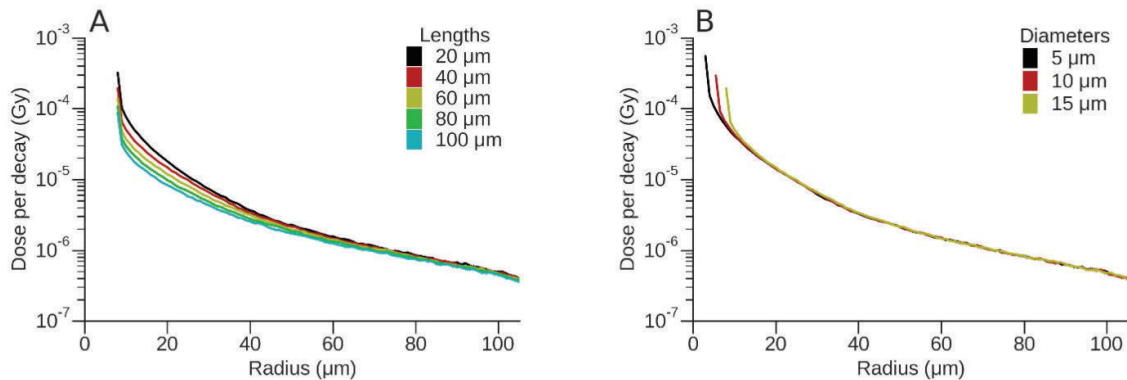 A
Lengths
20 µm
40 µm
60 µm
80 µm
100 µm
10⁻³
10⁻⁴
10⁻⁵
10⁻⁶
10⁻⁷
Dose per decay (Gy)
0 20 40 60 80 100
Radius (µm)
B
Diameters
5 µm
10 µm
15 µm
10⁻³
10⁻⁴
10⁻⁵
10⁻⁶
10⁻⁷
Dose per decay (Gy)
0 20 40 60 80 100
Radius (µm)